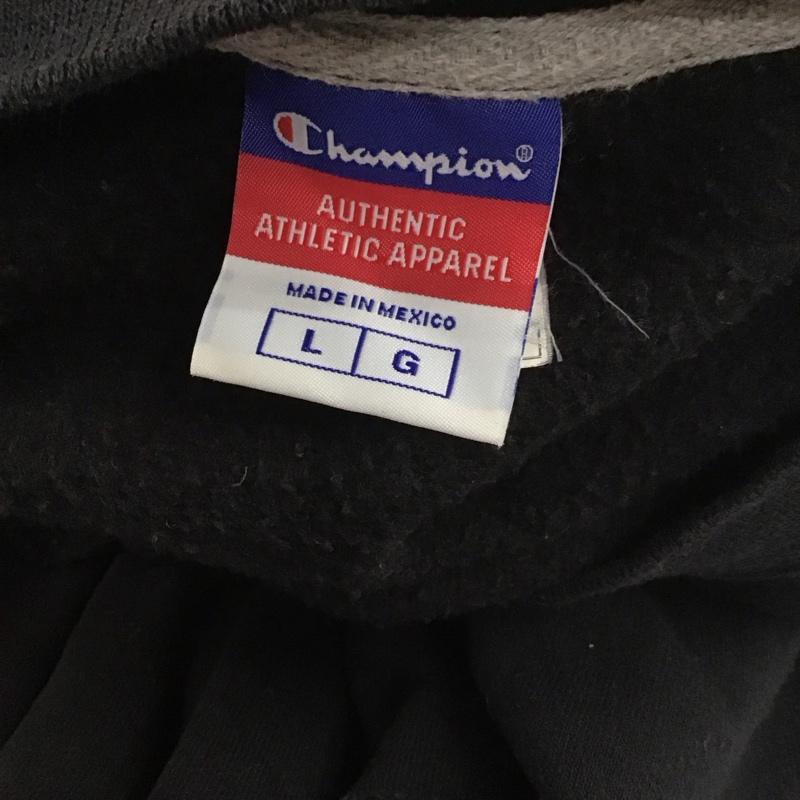 Champion®
AUTHENTIC
ATHLETIC APPAREL
MADE IN MEXICO
L G